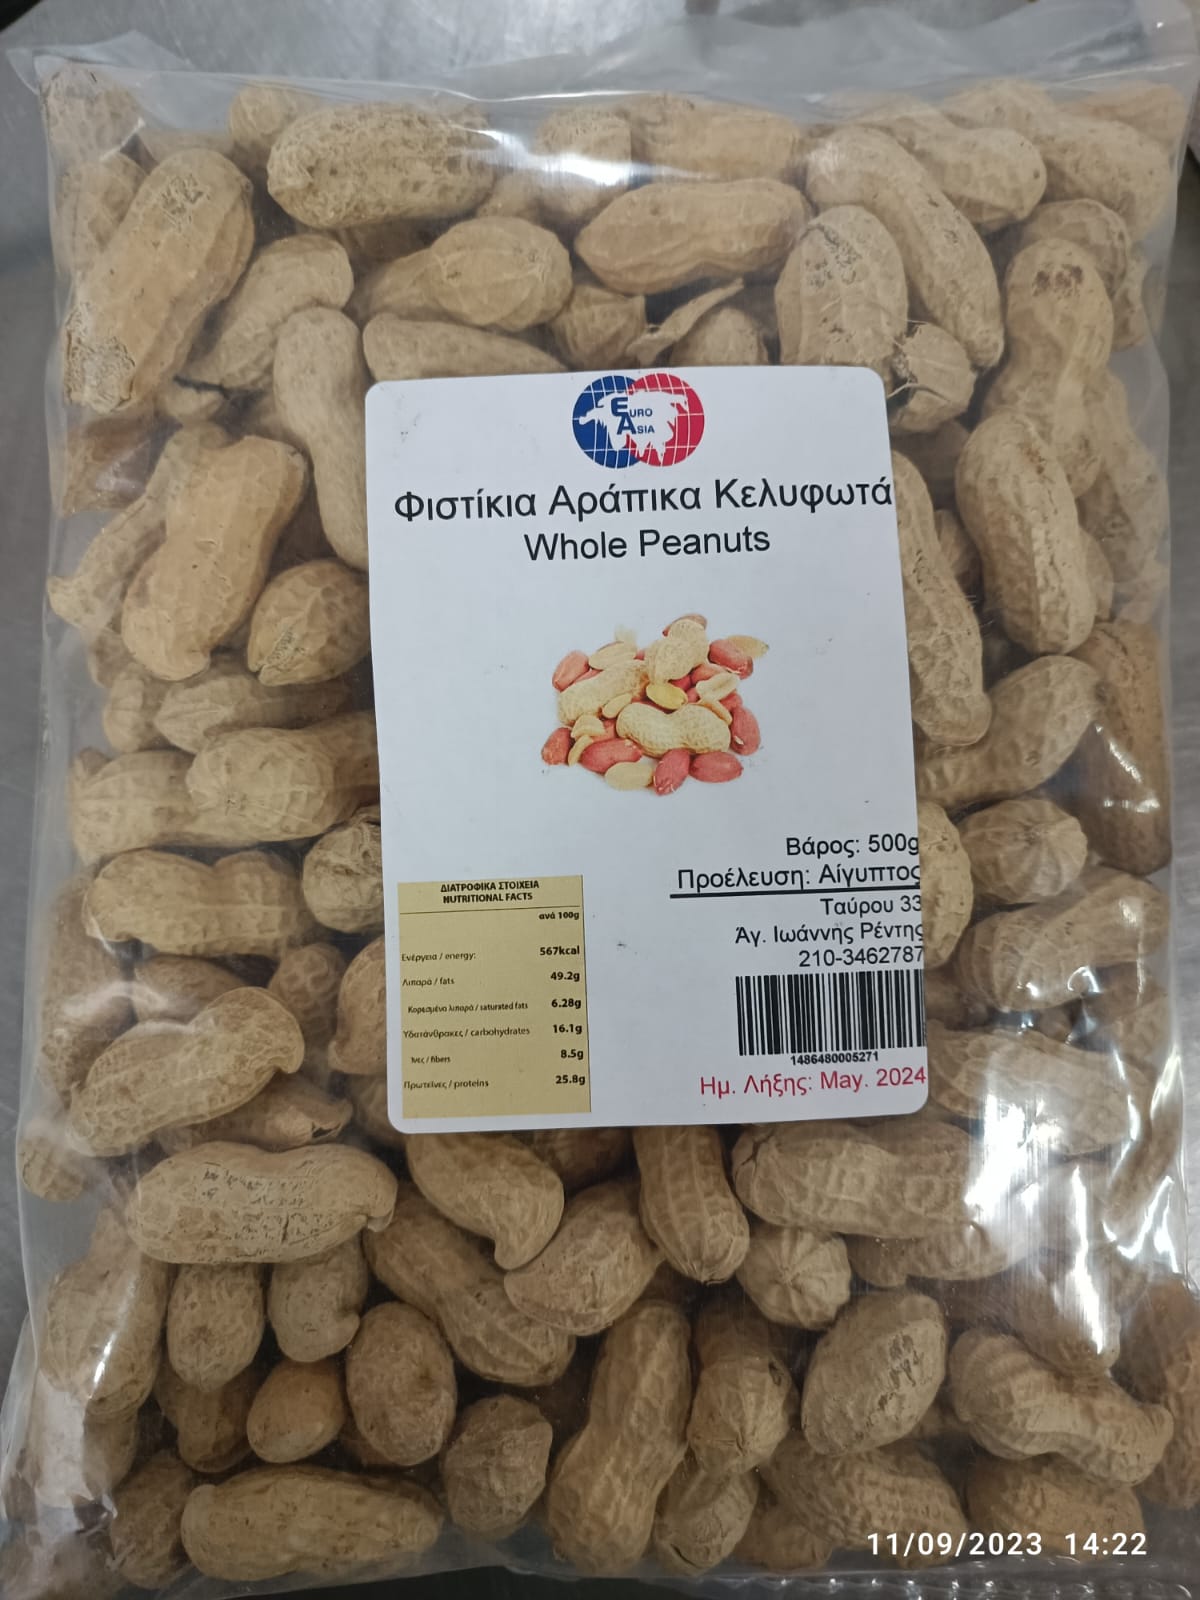 EURO
ASIA
Φιστίκια Αράπικα Κελυφωτά
Whole Peanuts
Βάρος: 500g
Προέλευση: Αίγυπτος
Ταύρου 33
Άγ. Ιωάννής Ρέντης
210-3462787
1486480005271
Ημ. Λήξης: May. 2024
ΔΙΑΤΡΟΦΙΚΑ ΣΤΟΙΧΕΙΑ
NUTRITIONAL FACTS
ανά 100g
Ενέργεια / energy: 567kcal
Λιπαρά / fats 49.2g
Κορεσμένα λιπαρά / saturated fats 6.28g
Υδατάνθρακες / carbohydrates 16.1g
Ίνες / fibers 8.5g
Πρωτείνες / proteins 25.8g
11/09/2023 14:22